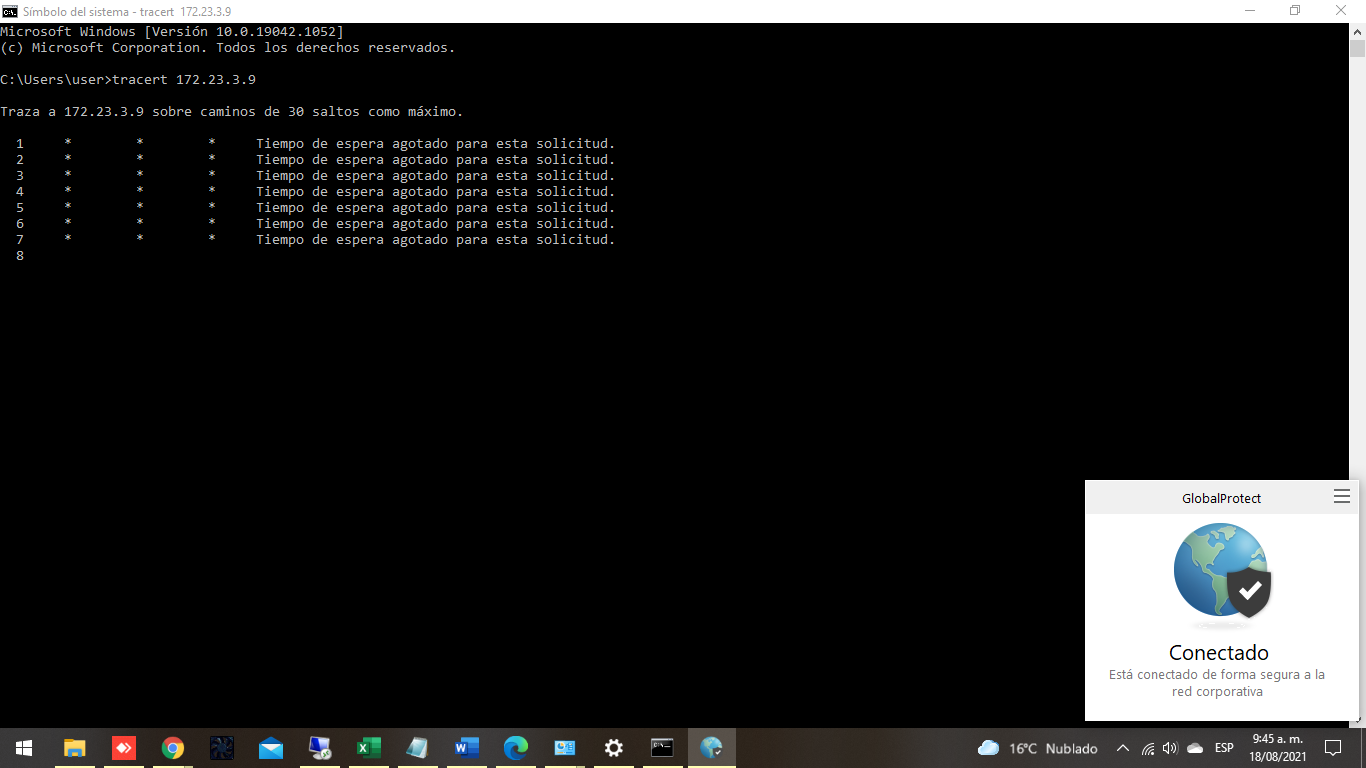 Símbolo del sistema - tracert 172.23.3.9
Microsoft Windows [Versión 10.0.19042.1052]
(c) Microsoft Corporation. Todos los derechos reservados.
C:\Users\user>tracert 172.23.3.9
Traza a 172.23.3.9 sobre caminos de 30 saltos como máximo.
1 * * * Tiempo de espera agotado para esta solicitud.
2 * * * Tiempo de espera agotado para esta solicitud.
3 * * * Tiempo de espera agotado para esta solicitud.
4 * * * Tiempo de espera agotado para esta solicitud.
5 * * * Tiempo de espera agotado para esta solicitud.
6 * * * Tiempo de espera agotado para esta solicitud.
7 * * * Tiempo de espera agotado para esta solicitud.
8
GlobalProtect
Conectado
Está conectado de forma segura a la
red corporativa
16°C Nublado
ESP
9:45 a. m.
18/08/2021